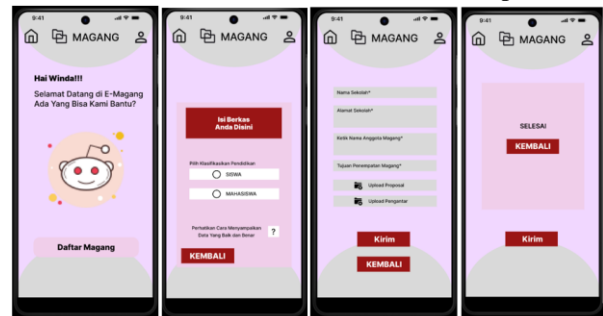 9:41
MAGANG
Hai Winda!!!
Selamat Datang di E-Magang
Ada Yang Bisa Kami Bantu?
Daftar Magang
9:41
MAGANG
Isi Berkas
Anda Disini
Pilih Klasifikasikan Pendidikan
SISWA
MAHASISWA
Perhatikan Cara Menyampaikan
Data Yang Baik dan Benar
?
KEMBALI
9:41
MAGANG
Nama Sekolah*
Alamat Sekolah*
Ketik Nama Anggota Magang*
Tujuan Penempatan Magang*
Upload Proposal
Upload Pengantar
Kirim
KEMBALI
9:41
MAGANG
SELESAI
KEMBALI
Kirim